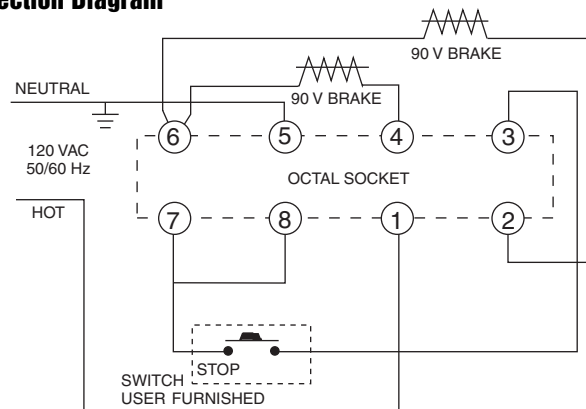 ection Diagram
90 V BRAKE
NEUTRAL
90 V BRAKE
6 5 4 3
120 VAC
50/60 Hz
OCTAL SOCKET
HOT
7 8 1 2
STOP
SWITCH
USER FURNISHED